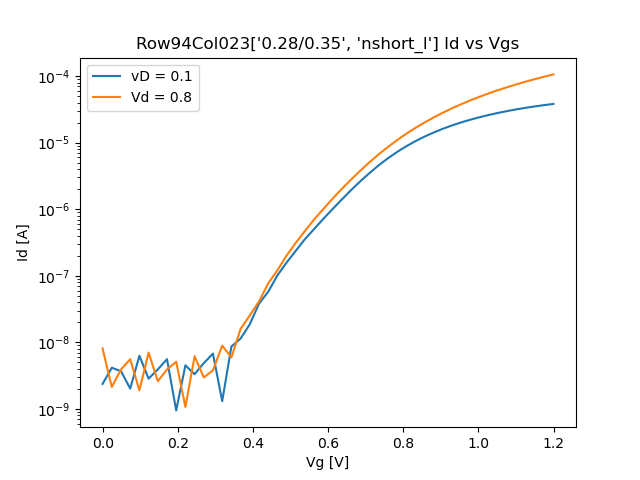 Row94Col023['0.28/0.35', 'nshort_l'] Id vs Vgs
vD = 0.1
Vd = 0.8
Id [A]
10⁻⁴
10⁻⁵
10⁻⁶
10⁻⁷
10⁻⁸
10⁻⁹
0.0 0.2 0.4 0.6 0.8 1.0 1.2
Vg [V]